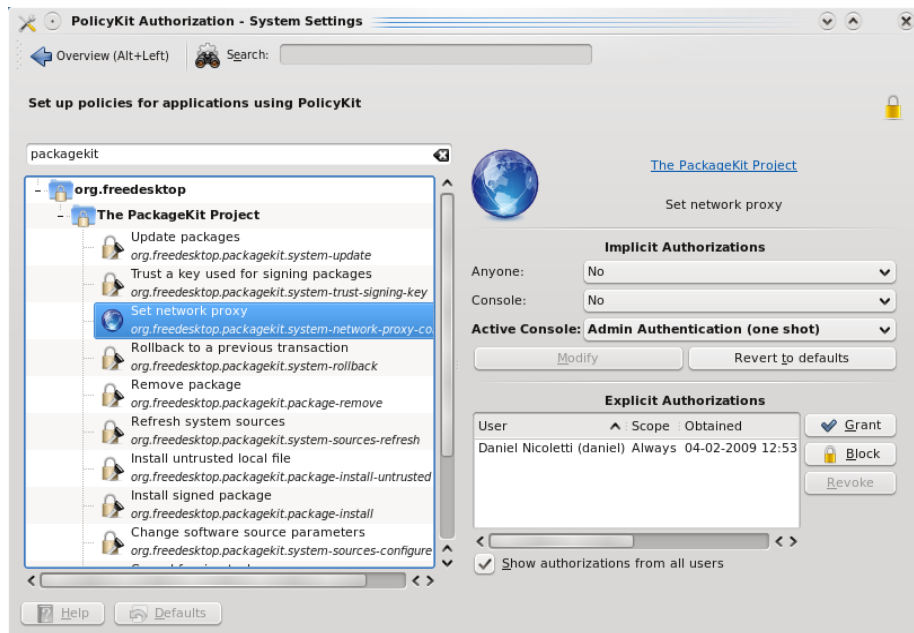 PolicyKit Authorization - System Settings
Overview (Alt+Left)
Search:
Set up policies for applications using PolicyKit
packagekit
org.freedesktop
The PackageKit Project
Update packages
org.freedesktop.packagekit.system-update
Trust a key used for signing packages
org.freedesktop.packagekit.system-trust-signing-key
Set network proxy
org.freedesktop.packagekit.system-network-proxy-co
Rollback to a previous transaction
org.freedesktop.packagekit.system-rollback
Remove package
org.freedesktop.packagekit.package-remove
Refresh system sources
org.freedesktop.packagekit.system-sources-refresh
Install untrusted local file
org.freedesktop.packagekit.package-install-untrusted
Install signed package
org.freedesktop.packagekit.package-install
Change software source parameters
org.freedesktop.packagekit.system-sources-configure
The PackageKit Project
Set network proxy
Implicit Authorizations
Anyone: No
Console: No
Active Console: Admin Authentication (one shot)
Modify Revert to defaults
Explicit Authorizations
User Scope Obtained
Daniel Nicoletti (daniel) Always 04-02-2009 12:53
Grant
Block
Revoke
Show authorizations from all users
Help Defaults